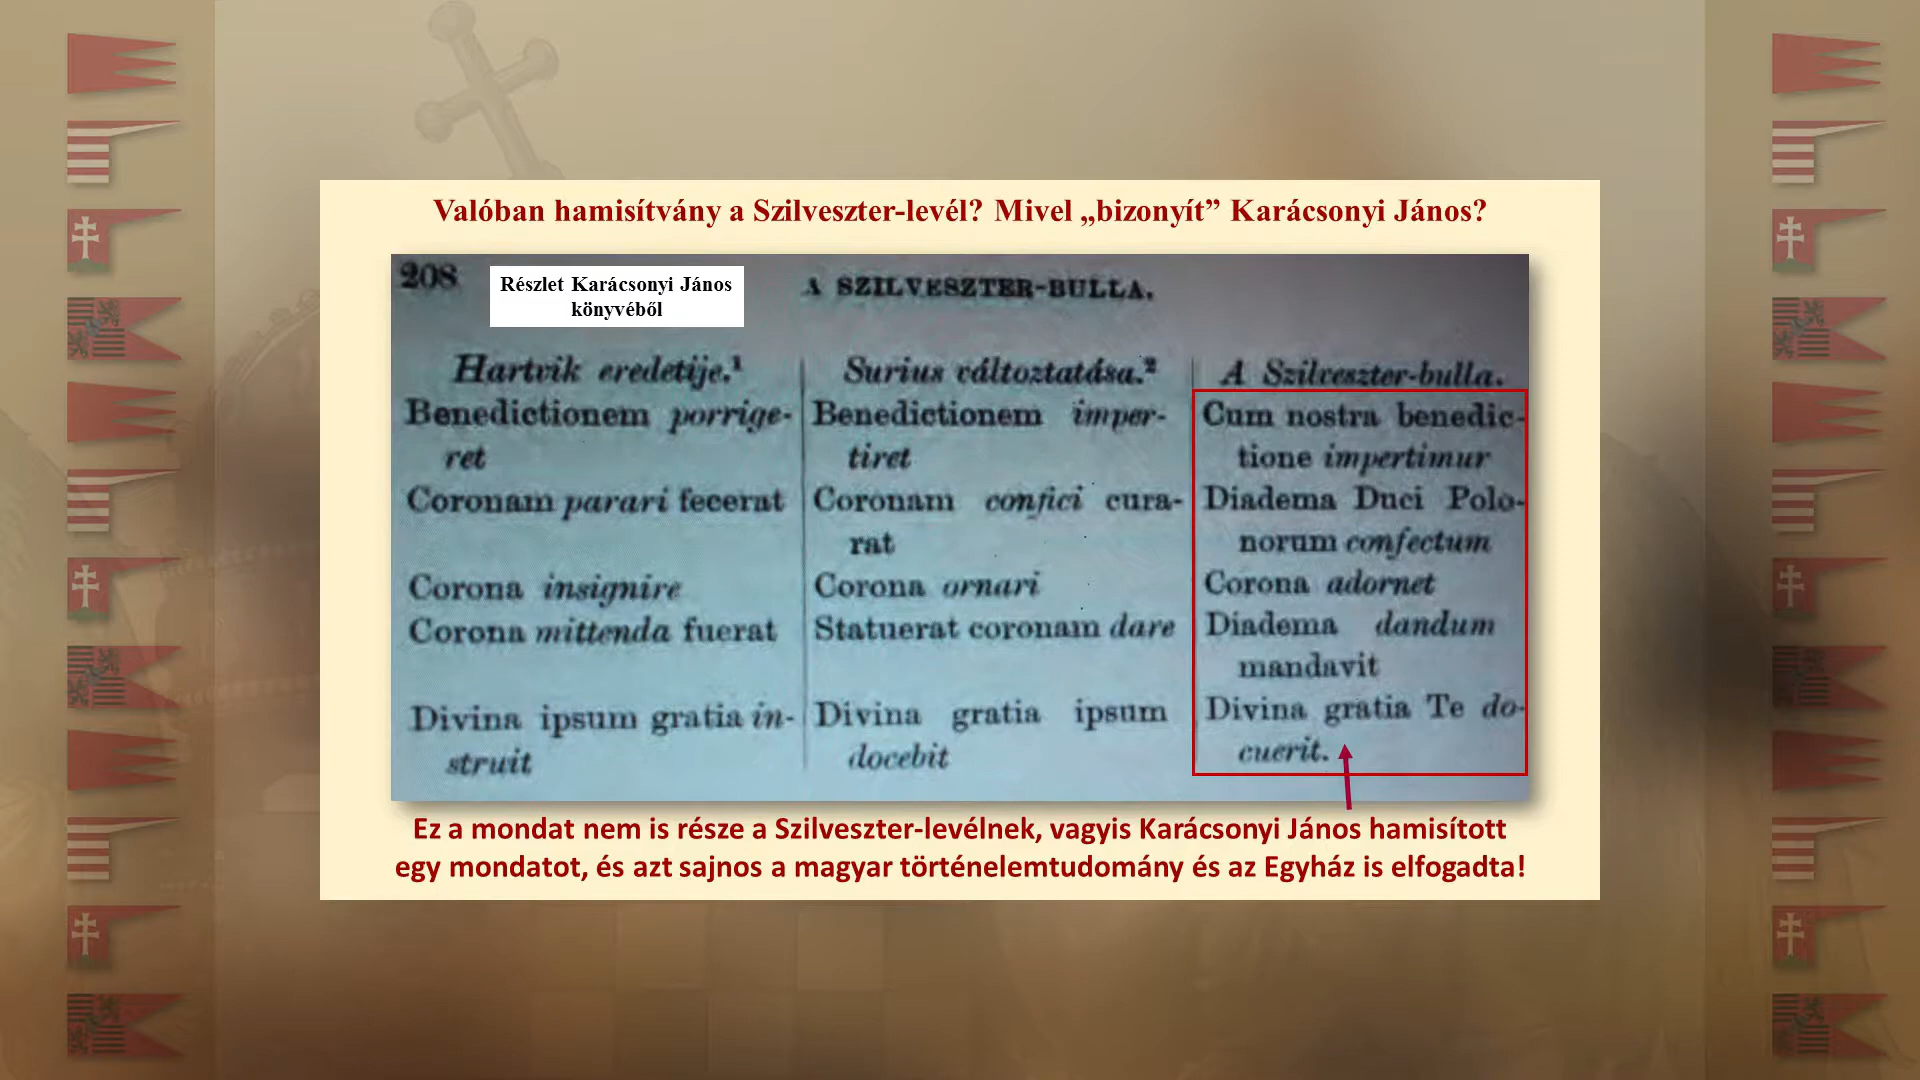 Valóban hamisítvány a Szilveszter-levél? Mivel „bizonyít” Karácsonyi János?
208
Részlet Karácsonyi János
könyvéből
A SZILVESZTER-BULLA.
Hartvik eredetije.¹
Benedictionem porrige-
ret
Coronam parari fecerat
Corona insignire
Corona mittenda fuerat
Divina ipsum gratia in-
struit
Surius változtatása.²
Benedictionem imper-
tiret
Coronam confici cura-
rat
Corona ornari
Statuerat coronam dare
Divina gratia ipsum
docebit
A Szilveszter-bulla.
Cum nostra benedic-
tione impertimur
Diadema Duci Polo-
norum confectum
Corona adornet
Diadema dandum
mandavit
Divina gratia Te do-
cuerit.
Ez a mondat nem is része a Szilveszter-levélnek, vagyis Karácsonyi János hamisított
egy mondatot, és azt sajnos a magyar történelemtudomány és az Egyház is elfogadta!